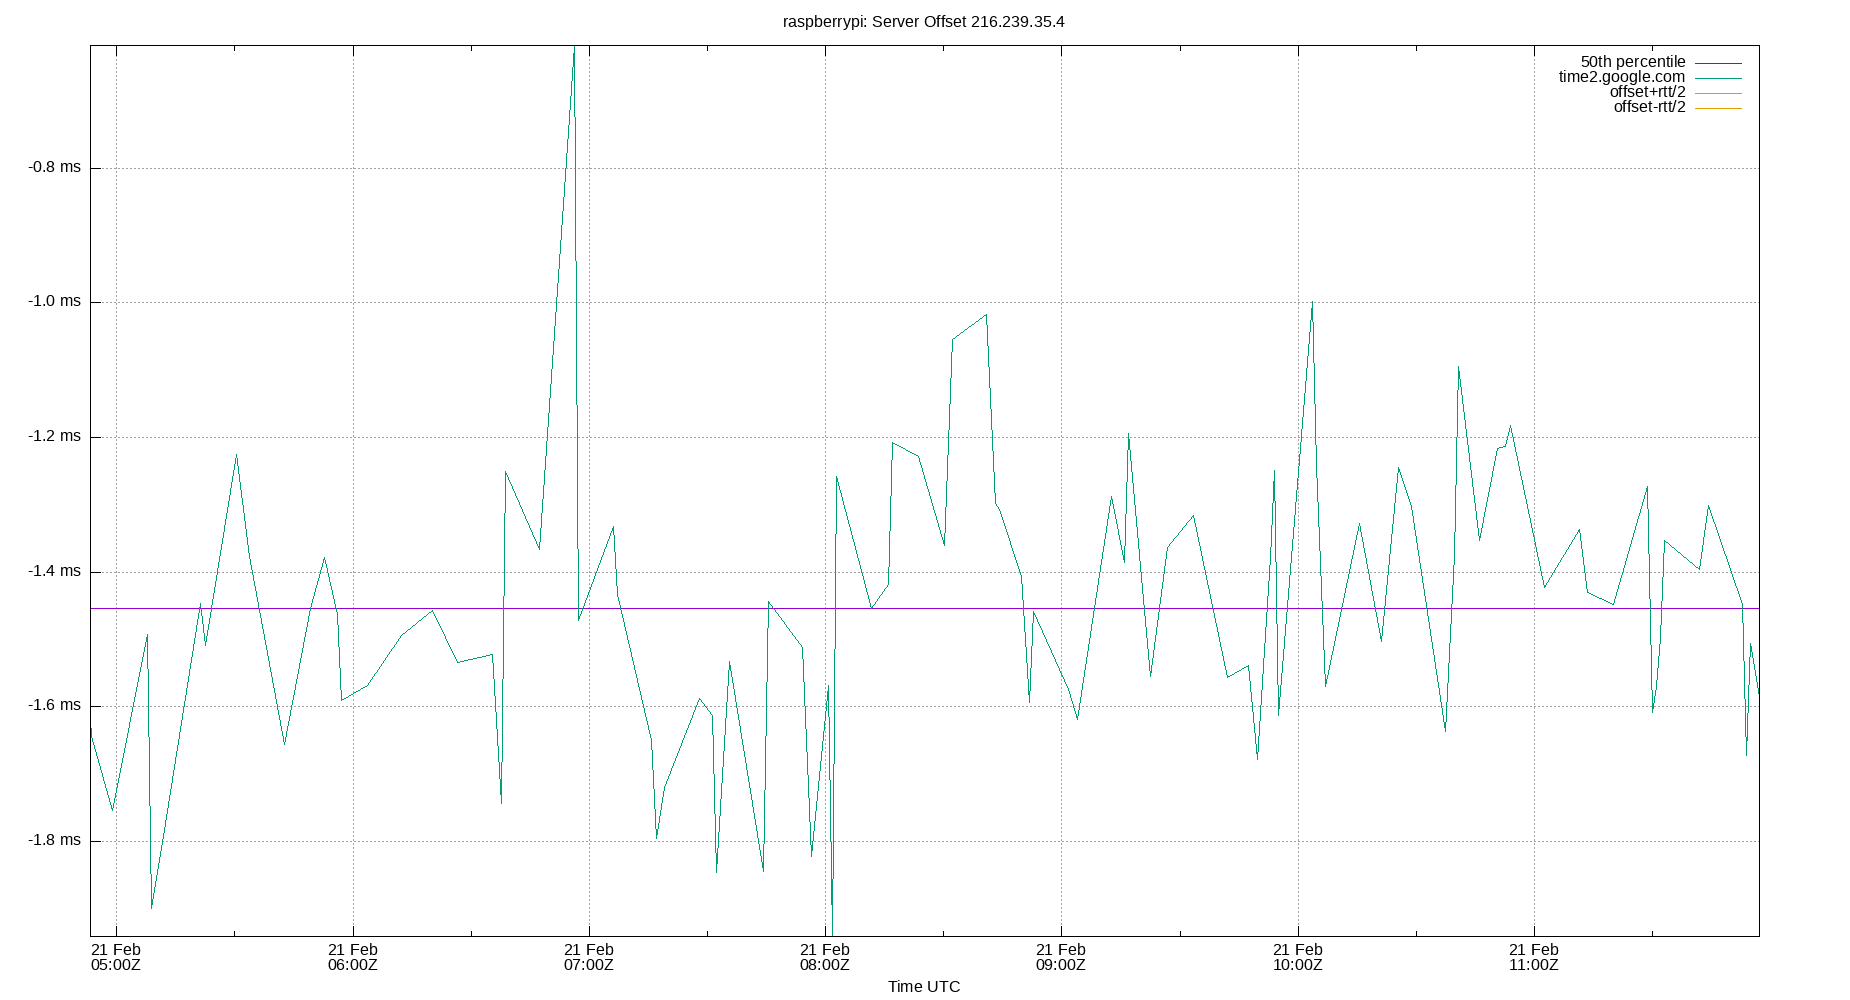 raspberrypi: Server Offset 216.239.35.4
50th percentile
time2.google.com
offset+rtt/2
offset-rtt/2
-0.8 ms
-1.0 ms
-1.2 ms
-1.4 ms
-1.6 ms
-1.8 ms
21 Feb 21 Feb 21 Feb 21 Feb 21 Feb 21 Feb 21 Feb
05:00Z 06:00Z 07:00Z 08:00Z 09:00Z 10:00Z 11:00Z
Time UTC